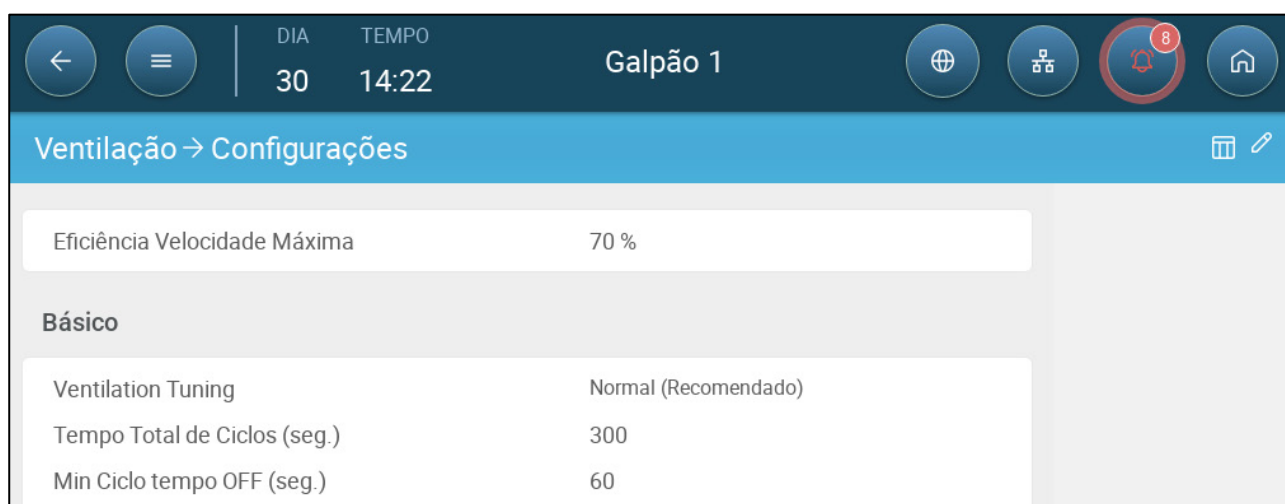 DIA TEMPO
30 14:22
Galpão 1
8
Ventilação → Configurações
Eficiência Velocidade Máxima 70 %
Básico
Ventilation Tuning Normal (Recomendado)
Tempo Total de Ciclos (seg.) 300
Min Ciclo tempo OFF (seg.) 60